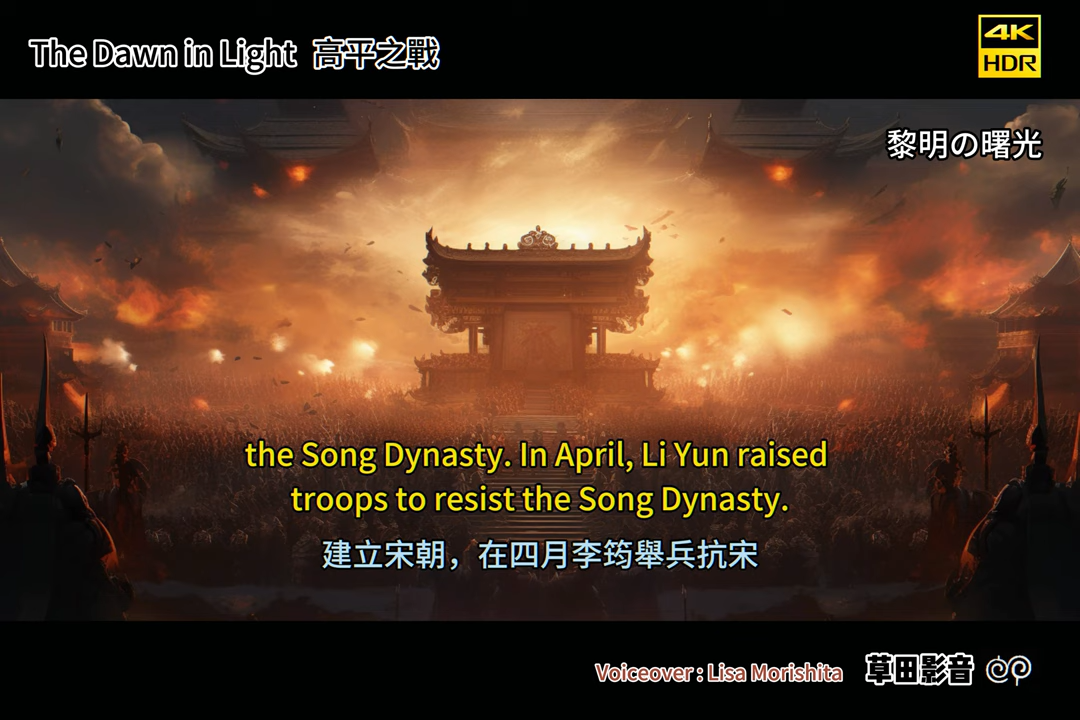 The Dawn in Light 高平之戰
4K
HDR
黎明の曙光
the Song Dynasty. In April, Li Yun raised
troops to resist the Song Dynasty.
建立宋朝，在四月李筠舉兵抗宋
Voiceover : Lisa Morishita 草田影音